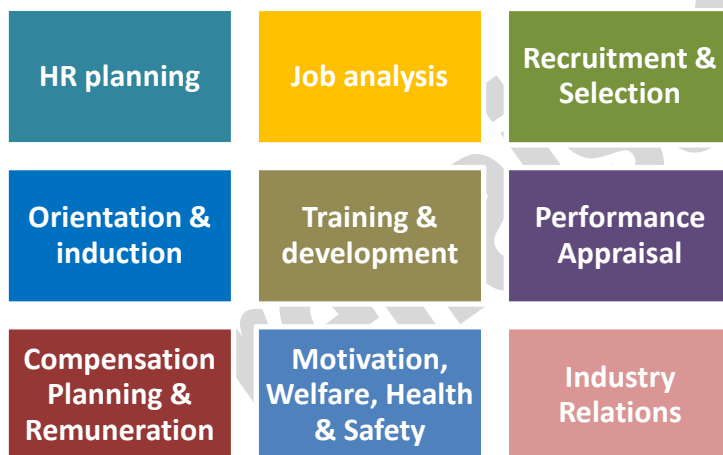 HR planning
Job analysis
Recruitment &
Selection
Orientation &
induction
Training &
development
Performance
Appraisal
Compensation
Planning &
Remuneration
Motivation,
Welfare, Health
& Safety
Industry
Relations